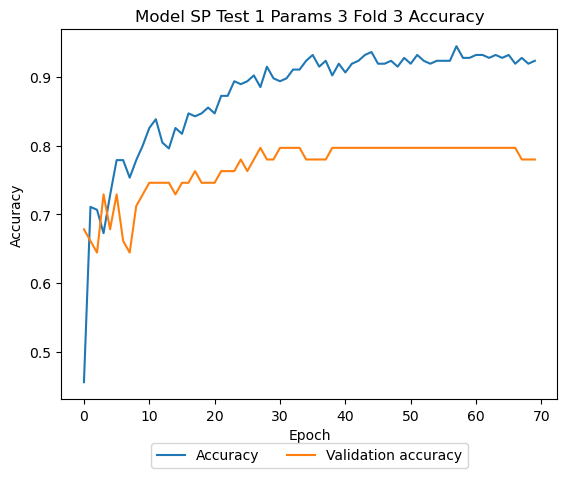 Model SP Test 1 Params 3 Fold 3 Accuracy
Accuracy
0.9
0.8
0.7
0.6
0.5
0 10 20 30 40 50 60 70
Epoch
Accuracy Validation accuracy